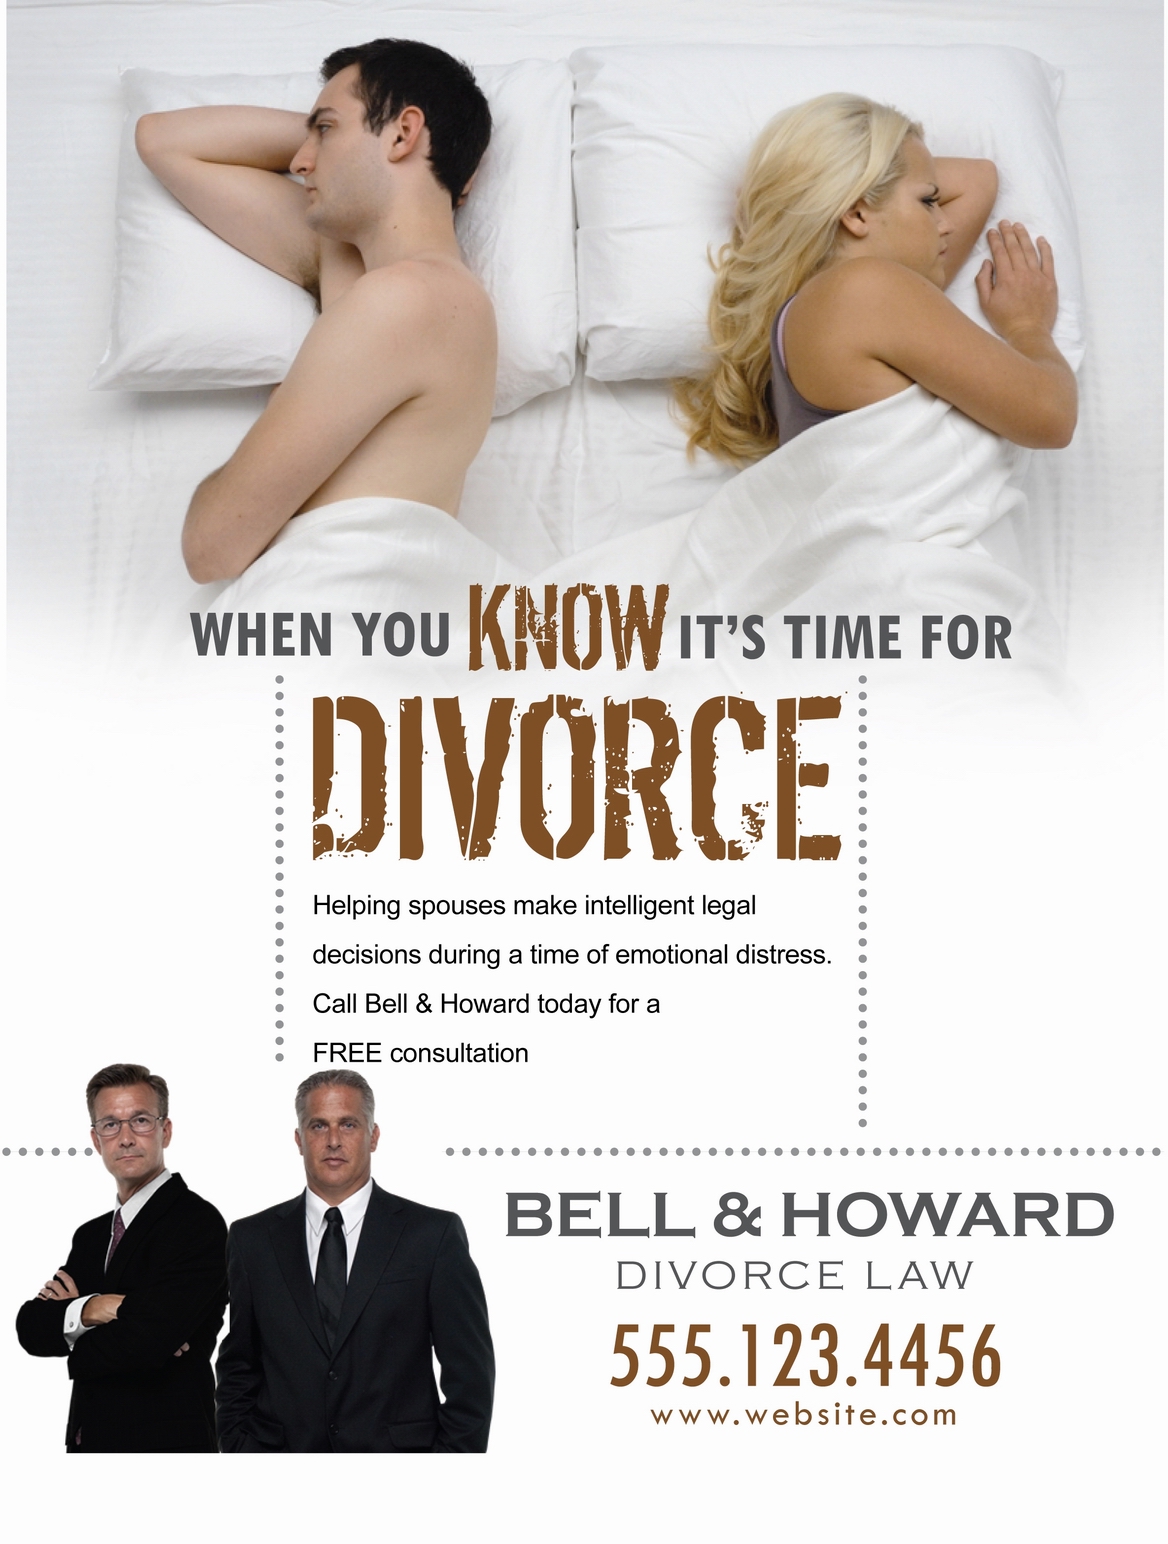 WHEN YOU KNOW IT'S TIME FOR
DIVORCE
Helping spouses make intelligent legal
decisions during a time of emotional distress.
Call Bell & Howard today for a
FREE consultation
BELL & HOWARD
DIVORCE LAW
555.123.4456
www.website.com